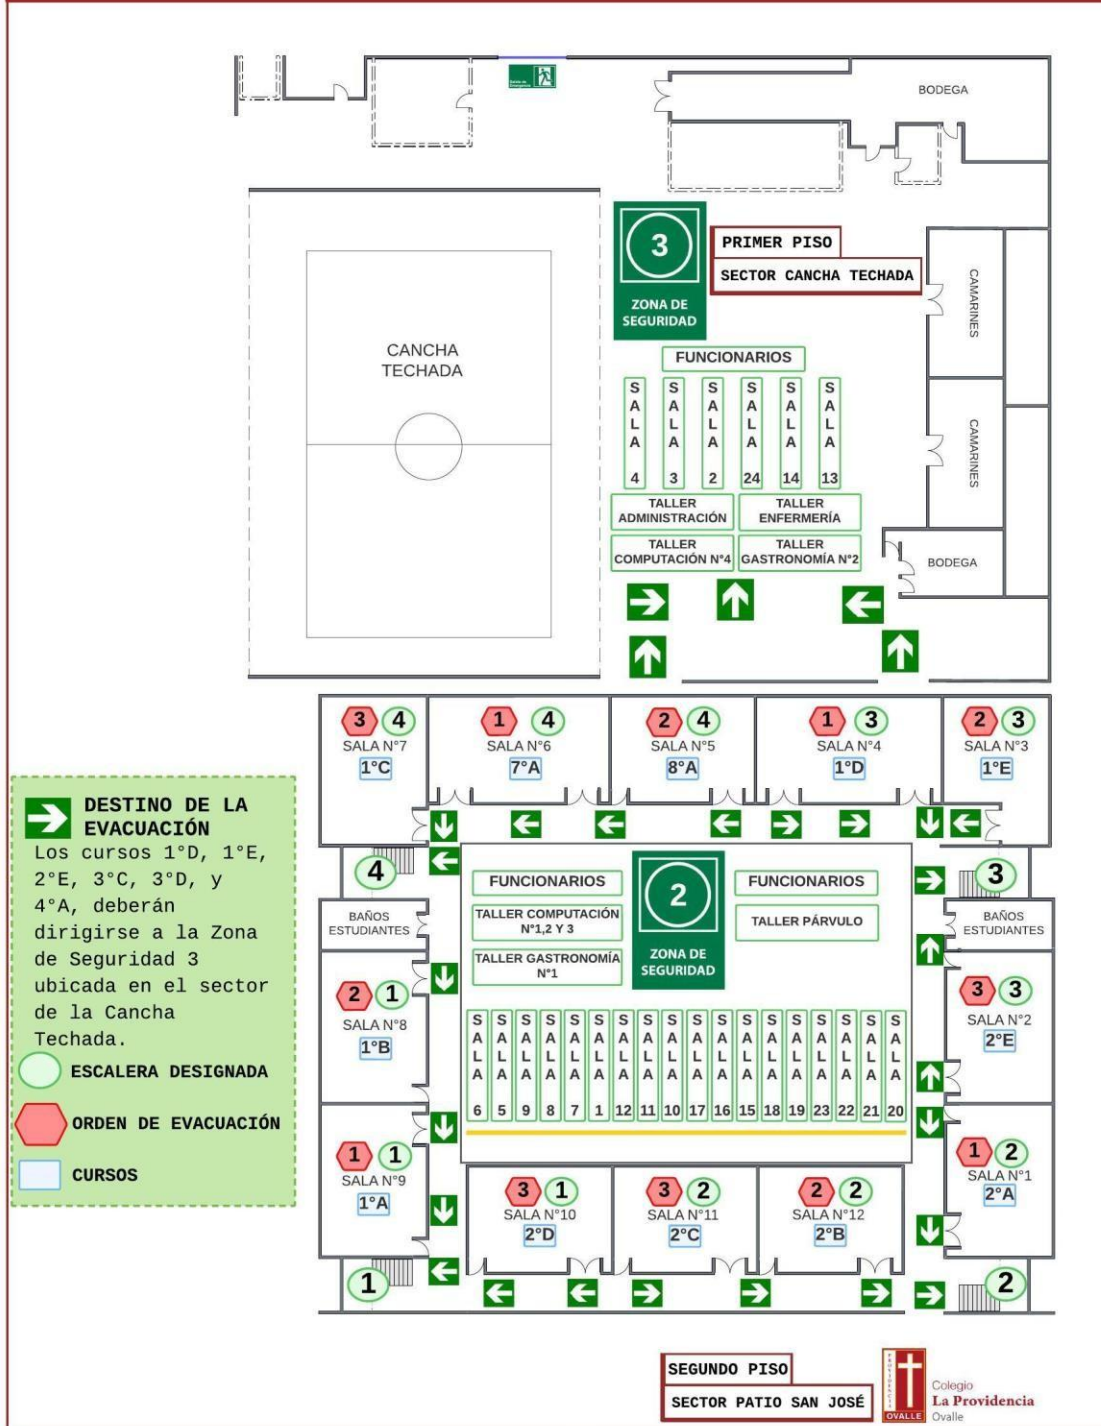 Salida de
Emergencia
BODEGA
3
ZONA DE
SEGURIDAD
PRIMER PISO
SECTOR CANCHA TECHADA
CAMARINES
CANCHA
TECHADA
FUNCIONARIOS
SALA 4
SALA 3
SALA 2
SALA 24
SALA 14
SALA 13
CAMARINES
TALLER
ADMINISTRACIÓN
TALLER
ENFERMERÍA
TALLER
COMPUTACIÓN N°4
TALLER
GASTRONOMÍA N°2
BODEGA
3 4
SALA N°7
1°C
1 4
SALA N°6
7°A
2 4
SALA N°5
8°A
1 3
SALA N°4
1°D
2 3
SALA N°3
1°E
DESTINO DE LA
EVACUACIÓN
Los cursos 1°D, 1°E,
2°E, 3°C, 3°D, y
4°A, deberán
dirigirse a la Zona
de Seguridad 3
ubicada en el sector
de la Cancha
Techada.
ESCALERA DESIGNADA
ORDEN DE EVACUACIÓN
CURSOS
4
BAÑOS
ESTUDIANTES
2 1
SALA N°8
1°B
1 1
SALA N°9
1°A
1
FUNCIONARIOS
TALLER COMPUTACIÓN
N°1,2 Y 3
TALLER GASTRONOMÍA
N°1
2
ZONA DE
SEGURIDAD
FUNCIONARIOS
TALLER PÁRVULO
SALA 6
SALA 5
SALA 9
SALA 8
SALA 7
SALA 1
SALA 12
SALA 11
SALA 10
SALA 17
SALA 16
SALA 15
SALA 18
SALA 19
SALA 23
SALA 22
SALA 21
SALA 20
3
BAÑOS
ESTUDIANTES
3 3
SALA N°2
2°E
1 2
SALA N°1
2°A
3 1
SALA N°10
2°D
3 2
SALA N°11
2°C
2 2
SALA N°12
2°B
2
SEGUNDO PISO
SECTOR PATIO SAN JOSÉ
PROVIDENCIA
OVALLE
Colegio
La Providencia
Ovalle